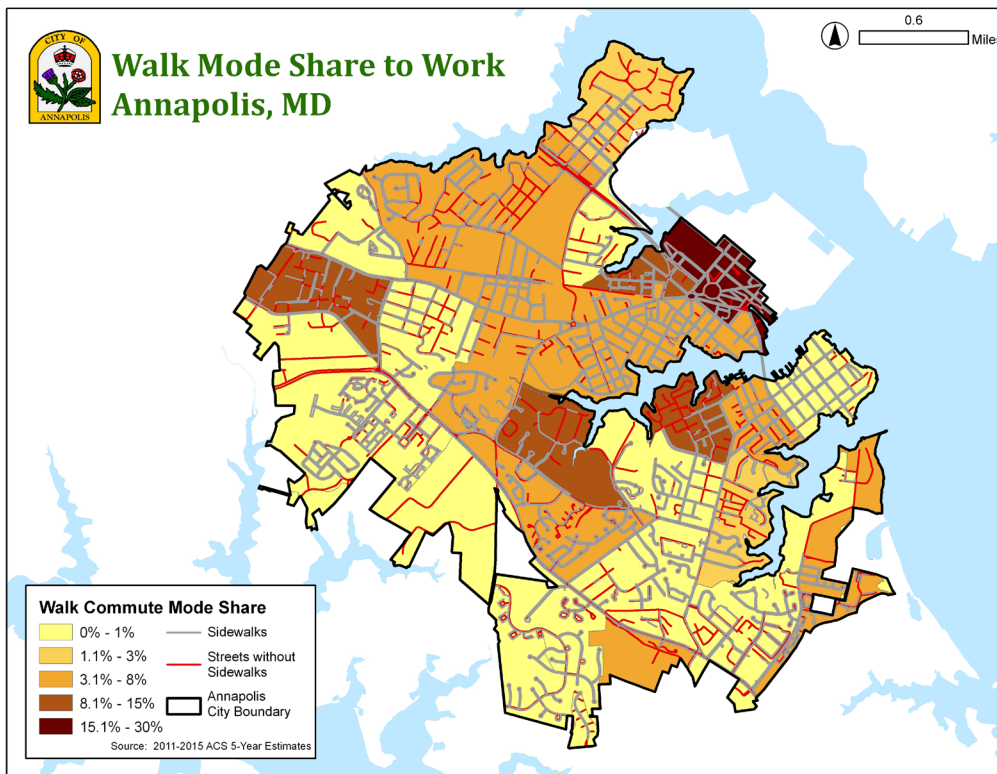 CITY OF
ANNAPOLIS
Walk Mode Share to Work
Annapolis, MD
0.6
Miles
Walk Commute Mode Share
0% - 1%
1.1% - 3%
3.1% - 8%
8.1% - 15%
15.1% - 30%
Sidewalks
Streets without
Sidewalks
Annapolis
City Boundary
Source: 2011-2015 ACS 5-Year Estimates